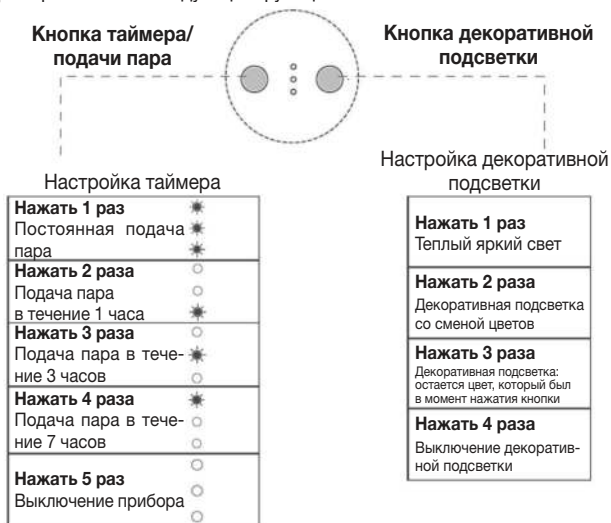 Кнопка таймера/
подачи пара
Кнопка декоративной
подсветки
Настройка таймера
Нажать 1 раз
Постоянная подача
пара
Нажать 2 раза
Подача пара
в течение 1 часа
Нажать 3 раза
Подача пара в тече-
ние 3 часов
Нажать 4 раза
Подача пара в тече-
ние 7 часов
Нажать 5 раз
Выключение прибора
Настройка декоративной
подсветки
Нажать 1 раз
Теплый яркий свет
Нажать 2 раза
Декоративная подсветка
со сменой цветов
Нажать 3 раза
Декоративная подсветка:
остается цвет, который был
в момент нажатия кнопки
Нажать 4 раза
Выключение декоратив-
ной подсветки